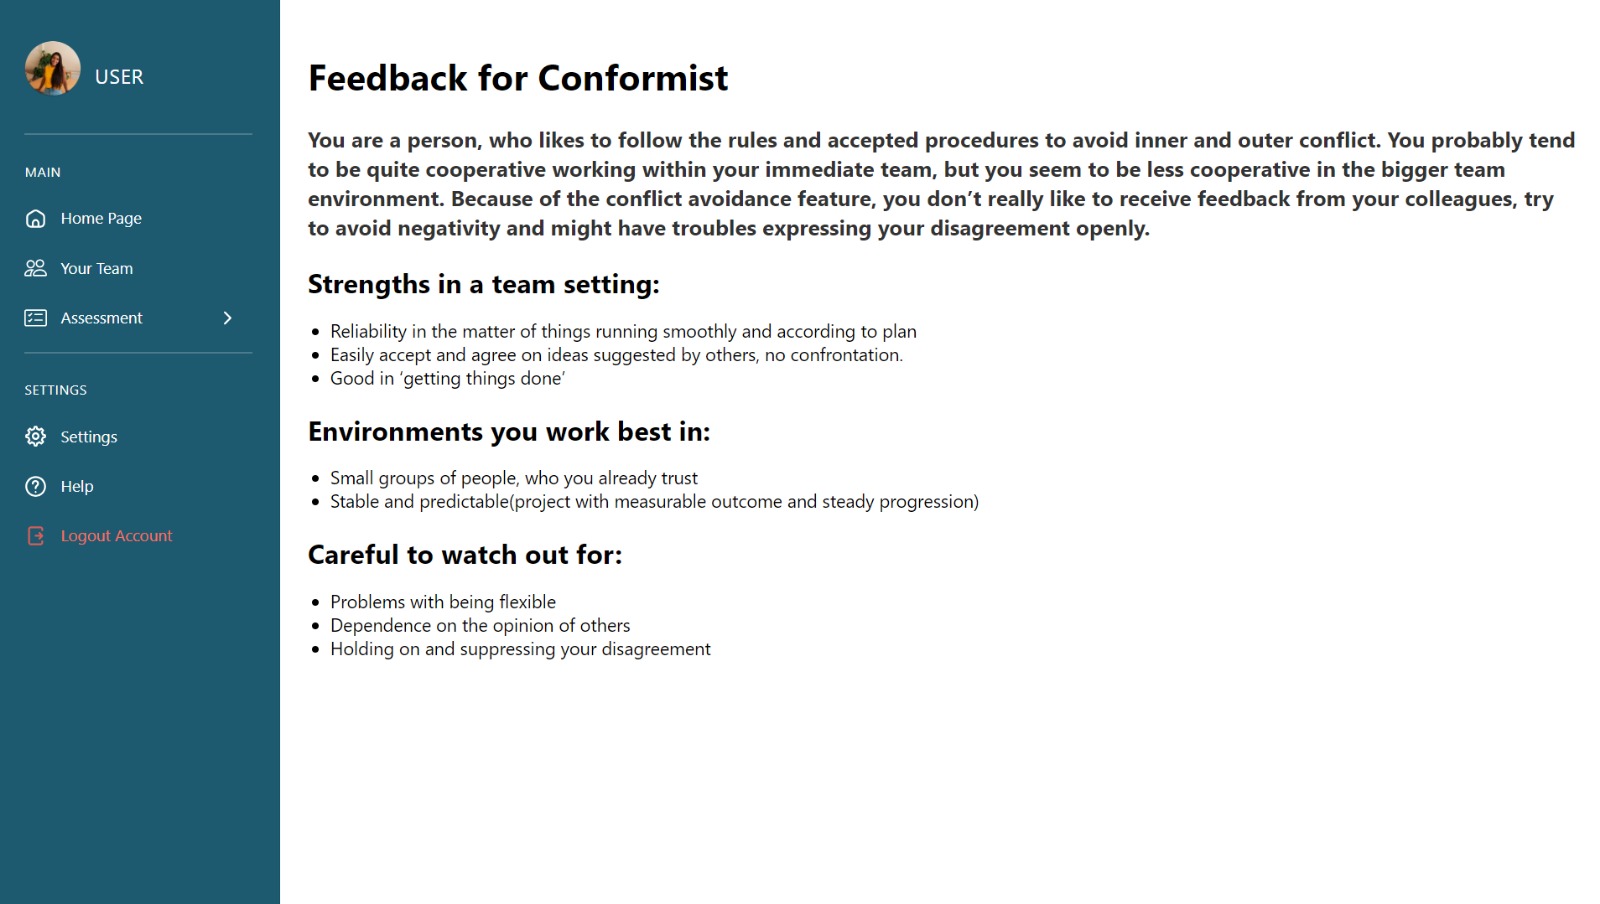 USER
MAIN
Home Page
Your Team
Assessment
SETTINGS
Settings
Help
Logout Account
Feedback for Conformist
You are a person, who likes to follow the rules and accepted procedures to avoid inner and outer conflict. You probably tend
to be quite cooperative working within your immediate team, but you seem to be less cooperative in the bigger team
environment. Because of the conflict avoidance feature, you don’t really like to receive feedback from your colleagues, try
to avoid negativity and might have troubles expressing your disagreement openly.
Strengths in a team setting:
Reliability in the matter of things running smoothly and according to plan
Easily accept and agree on ideas suggested by others, no confrontation.
Good in ‘getting things done’
Environments you work best in:
Small groups of people, who you already trust
Stable and predictable(project with measurable outcome and steady progression)
Careful to watch out for:
Problems with being flexible
Dependence on the opinion of others
Holding on and suppressing your disagreement